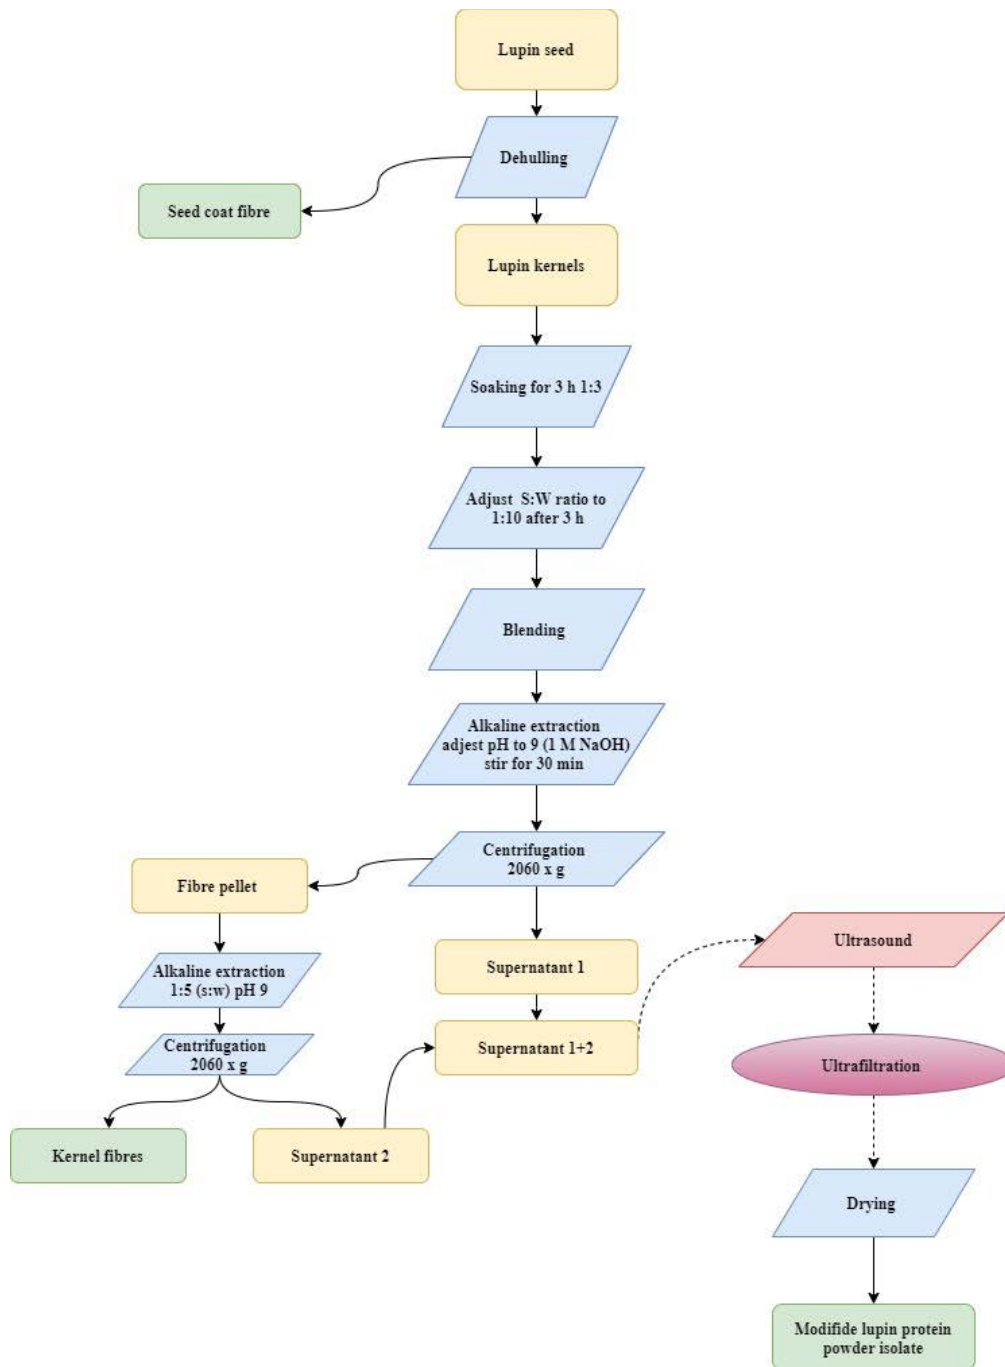 Lupin seed
Dehulling
Seed coat fibre
Lupin kernels
Soaking for 3 h 1:3
Adjust S:W ratio to
1:10 after 3 h
Blending
Alkaline extraction
adjest pH to 9 (1 M NaOH)
stir for 30 min
Centrifugation
2060 x g
Fibre pellet
Alkaline extraction
1:5 (s:w) pH 9
Centrifugation
2060 x g
Kernel fibres
Supernatant 2
Supernatant 1
Supernatant 1+2
Ultrasound
Ultrafiltration
Drying
Modifide lupin protein
powder isolate